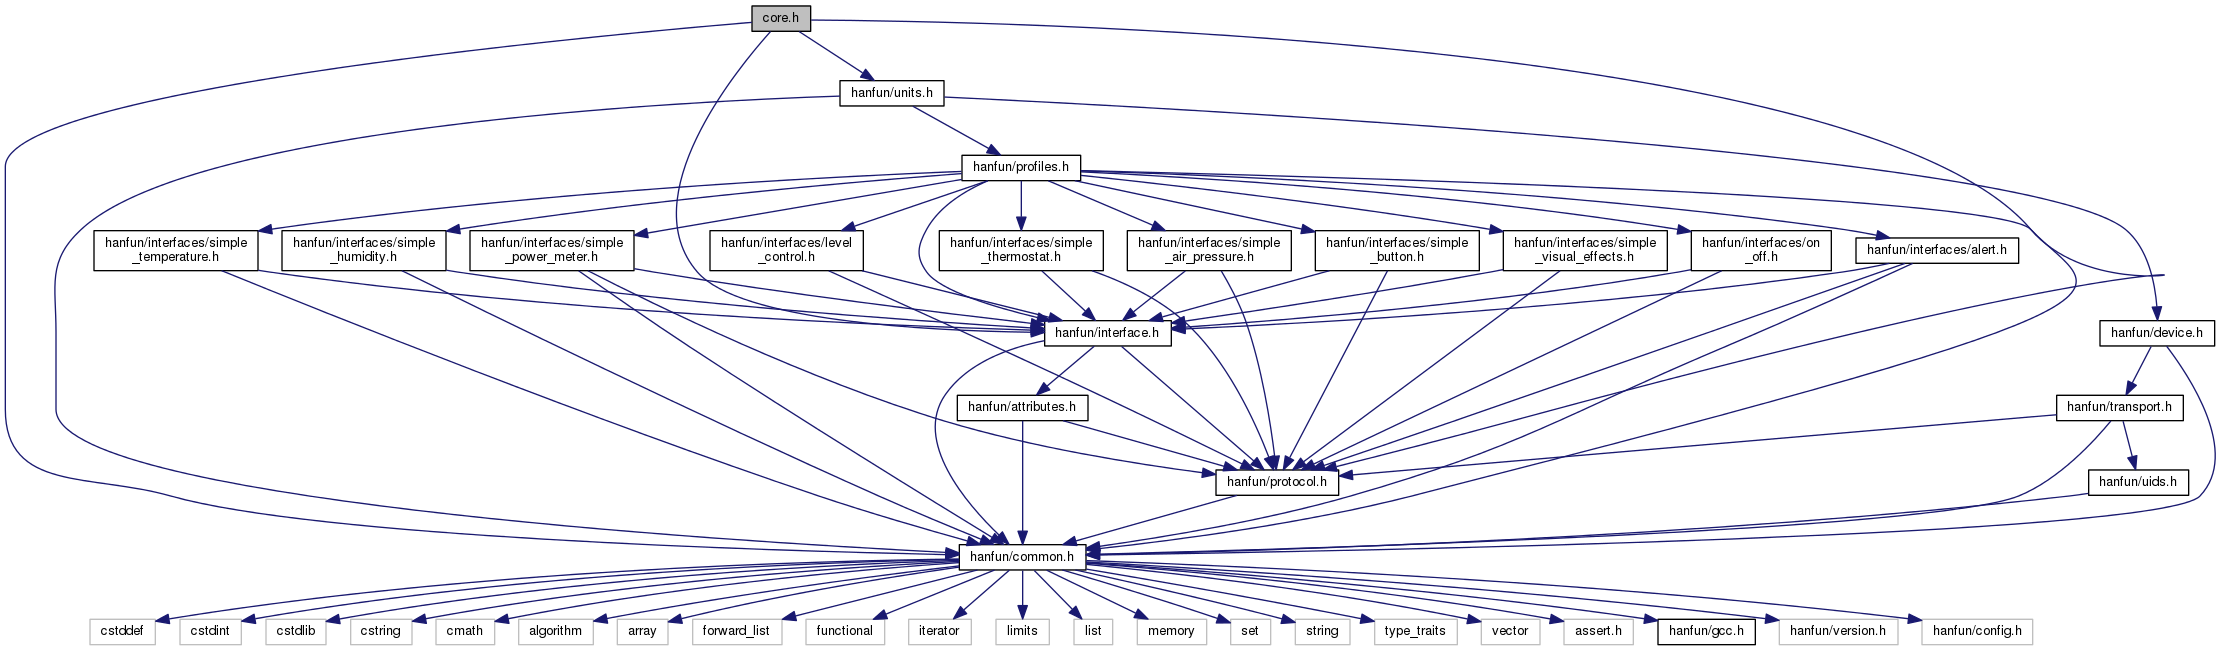 core.h
hanfun/units.h
hanfun/profiles.h
hanfun/interfaces/simple
_temperature.h
hanfun/interfaces/simple
_humidity.h
hanfun/interfaces/simple
_power_meter.h
hanfun/interfaces/level
_control.h
hanfun/interfaces/simple
_thermostat.h
hanfun/interfaces/simple
_air_pressure.h
hanfun/interfaces/simple
_button.h
hanfun/interfaces/simple
_visual_effects.h
hanfun/interfaces/on
_off.h
hanfun/interfaces/alert.h
hanfun/interface.h
hanfun/device.h
hanfun/attributes.h
hanfun/transport.h
hanfun/protocol.h
hanfun/uids.h
hanfun/common.h
cstddef
cstdint
cstdlib
cstring
cmath
algorithm
array
forward_list
functional
iterator
limits
list
memory
set
string
type_traits
vector
assert.h
hanfun/gcc.h
hanfun/version.h
hanfun/config.h